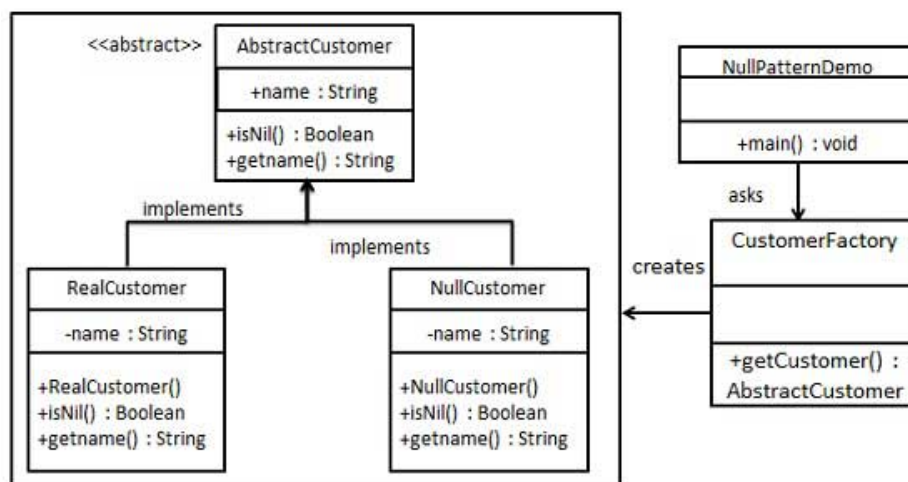 <<abstract>>
AbstractCustomer
+name : String
+isNil() : Boolean
+getname() : String
implements
implements
RealCustomer
-name : String
+RealCustomer()
+isNil() : Boolean
+getname() : String
NullCustomer
-name : String
+NullCustomer()
+isNil() : Boolean
+getname() : String
NullPatternDemo
+main() : void
asks
CustomerFactory
creates
+getCustomer() :
AbstractCustomer